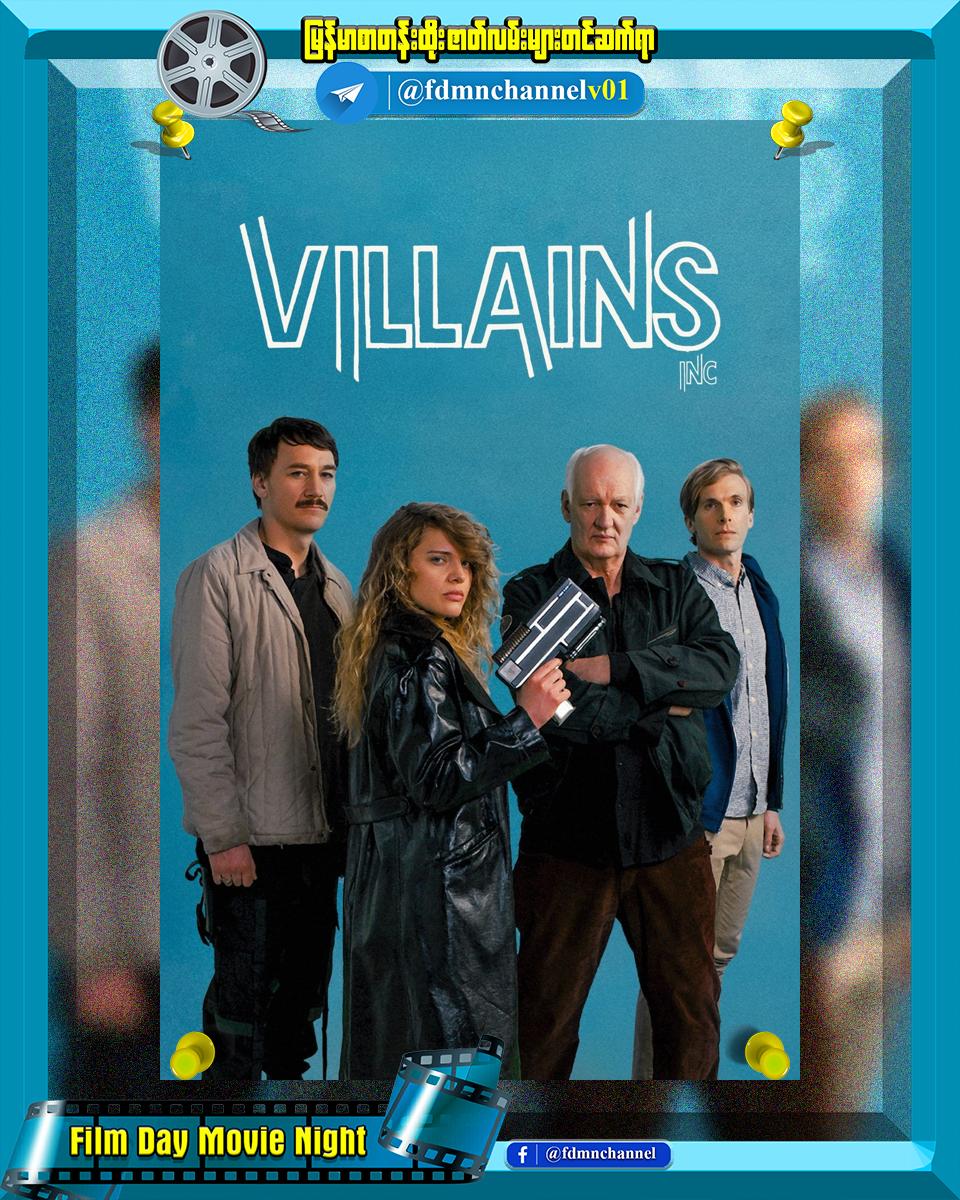 မြန်မာစာတန်းထိုးဇာတ်လမ်းများတင်ဆက်ရာ
@fdmnchannelv01
VILLAINS
INC
Film Day Movie Night
f | @fdmnchannel